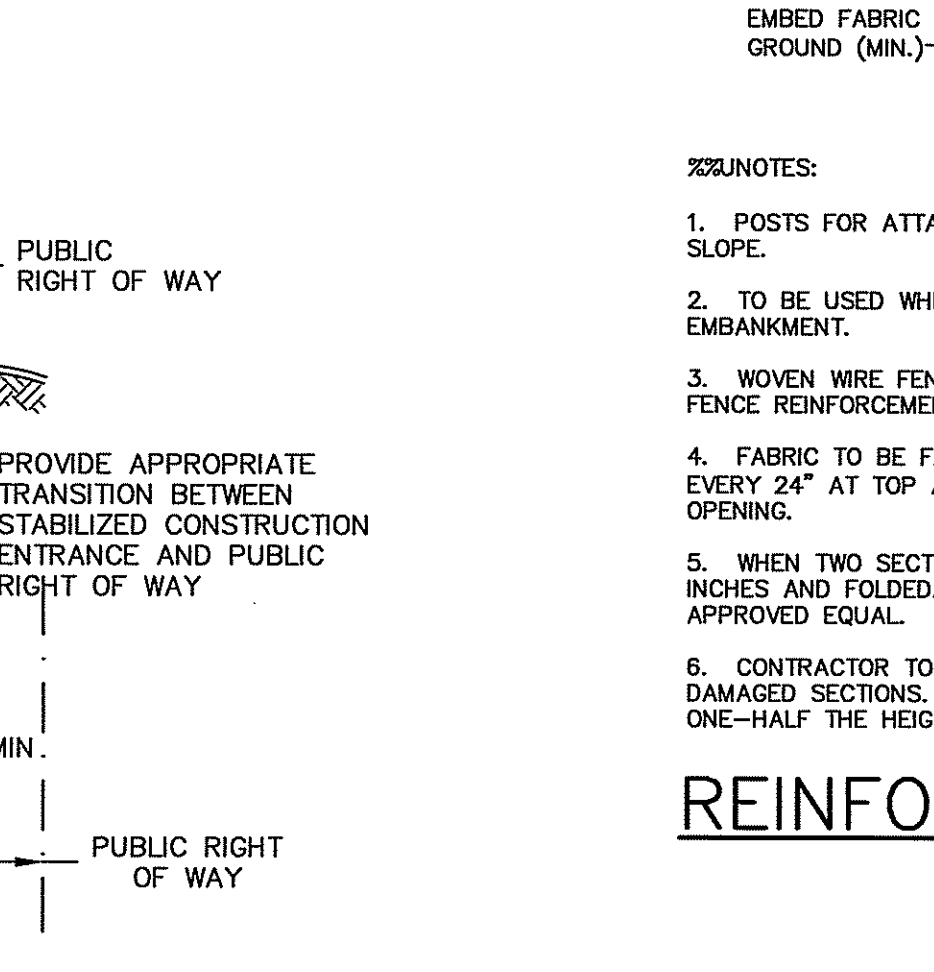 PUBLIC
RIGHT OF WAY
PROVIDE APPROPRIATE
TRANSITION BETWEEN
STABILIZED CONSTRUCTION
ENTRANCE AND PUBLIC
RIGHT OF WAY
MIN.
PUBLIC RIGHT
OF WAY
EMBED FABRIC
GROUND (MIN.)
%%UNOTES:
1. POSTS FOR ATTA
SLOPE.
2. TO BE USED WHE
EMBANKMENT.
3. WOVEN WIRE FEN
FENCE REINFORCEME
4. FABRIC TO BE FA
EVERY 24" AT TOP A
OPENING.
5. WHEN TWO SECT
INCHES AND FOLDED.
APPROVED EQUAL.
6. CONTRACTOR TO
DAMAGED SECTIONS.
ONE-HALF THE HEIG
REINFO